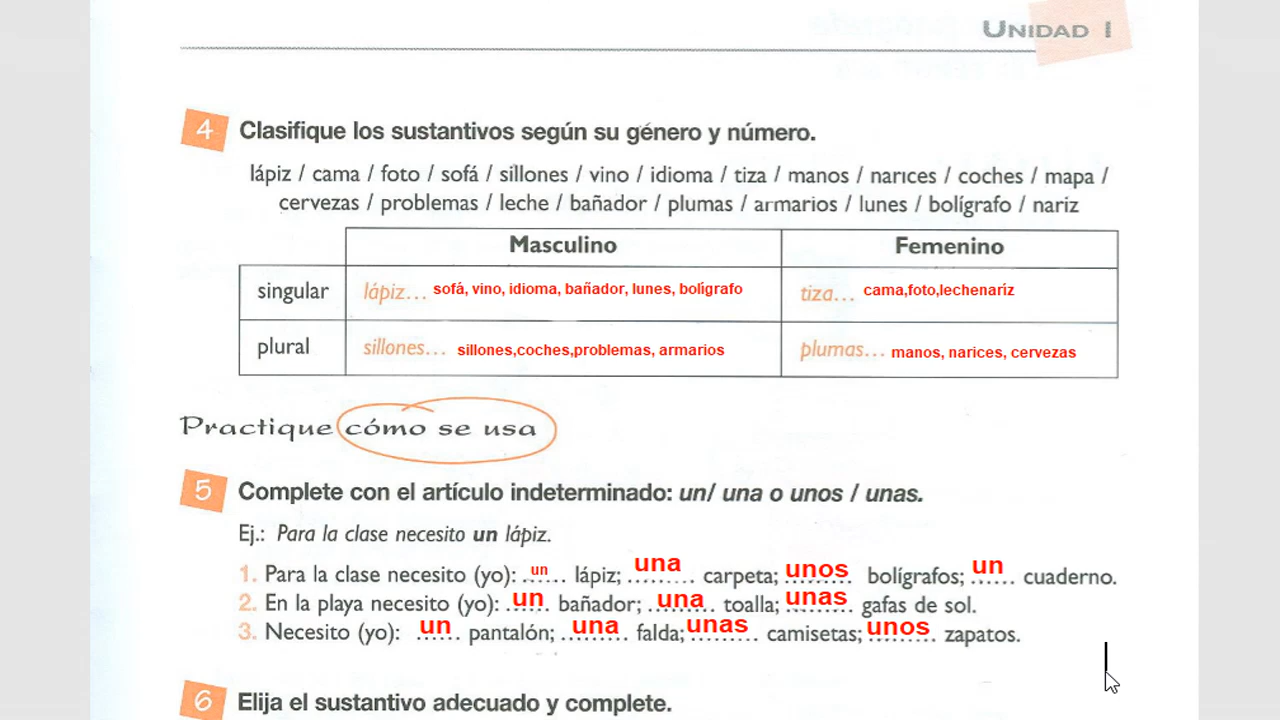 UNIDAD 1
4 Clasifique los sustantivos según su género y número.
lápiz / cama / foto / sofá / sillones / vino / idioma / tiza / manos / narices / coches / mapa /
cervezas / problemas / leche / bañador / plumas / armarios / lunes / bolígrafo / nariz
Masculino Femenino
singular lápiz... sofá, vino, idioma, bañador, lunes, bolígrafo tiza... cama,foto,lechenaríz
plural sillones... sillones,coches,problemas, armarios plumas... manos, narices, cervezas
Practique cómo se usa
5 Complete con el artículo indeterminado: un/ una o unos / unas.
Ej.: Para la clase necesito un lápiz.
1. Para la clase necesito (yo): un lápiz; una carpeta; unos bolígrafos; un cuaderno.
2. En la playa necesito (yo): un bañador; una toalla; unas gafas de sol.
3. Necesito (yo): un pantalón; una falda; unas camisetas; unos zapatos.
6 Elija el sustantivo adecuado y complete.